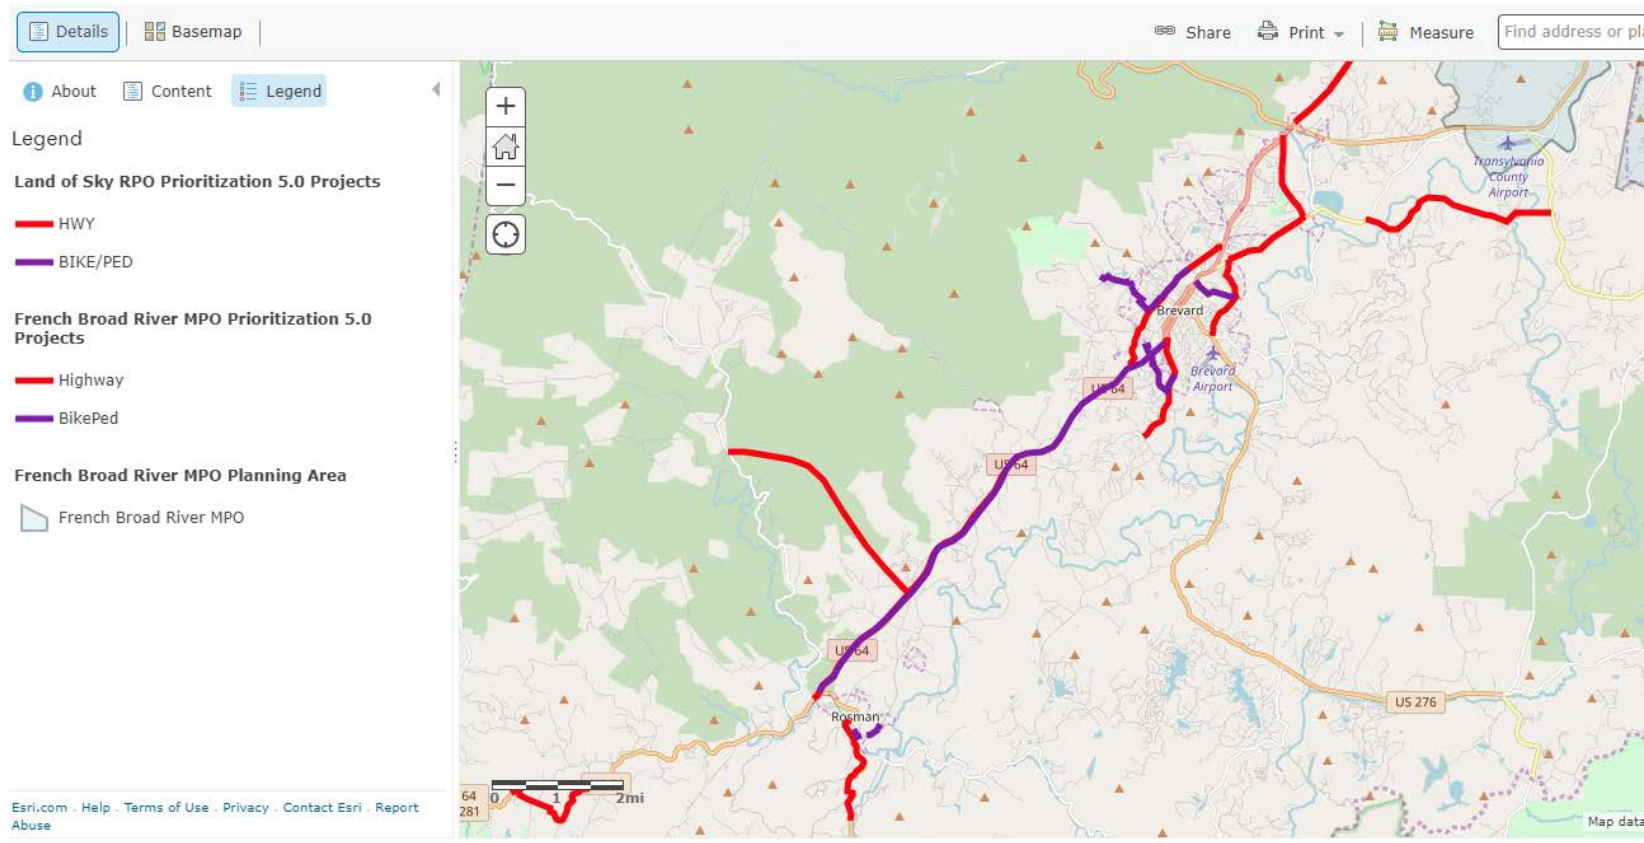 Details
Basemap
Share
Print
Measure
Find address or pla
About
Content
Legend
Legend
Land of Sky RPO Prioritization 5.0 Projects
HWY
BIKE/PED
French Broad River MPO Prioritization 5.0
Projects
Highway
BikePed
French Broad River MPO Planning Area
French Broad River MPO
Esri.com . Help . Terms of Use . Privacy . Contact Esri . Report
Abuse
Transylvania
County
Airport
Brevard
Brevard
Airport
US 64
US 64
US 64
US 276
Rosman
64
281
0 1 2mi
Map data